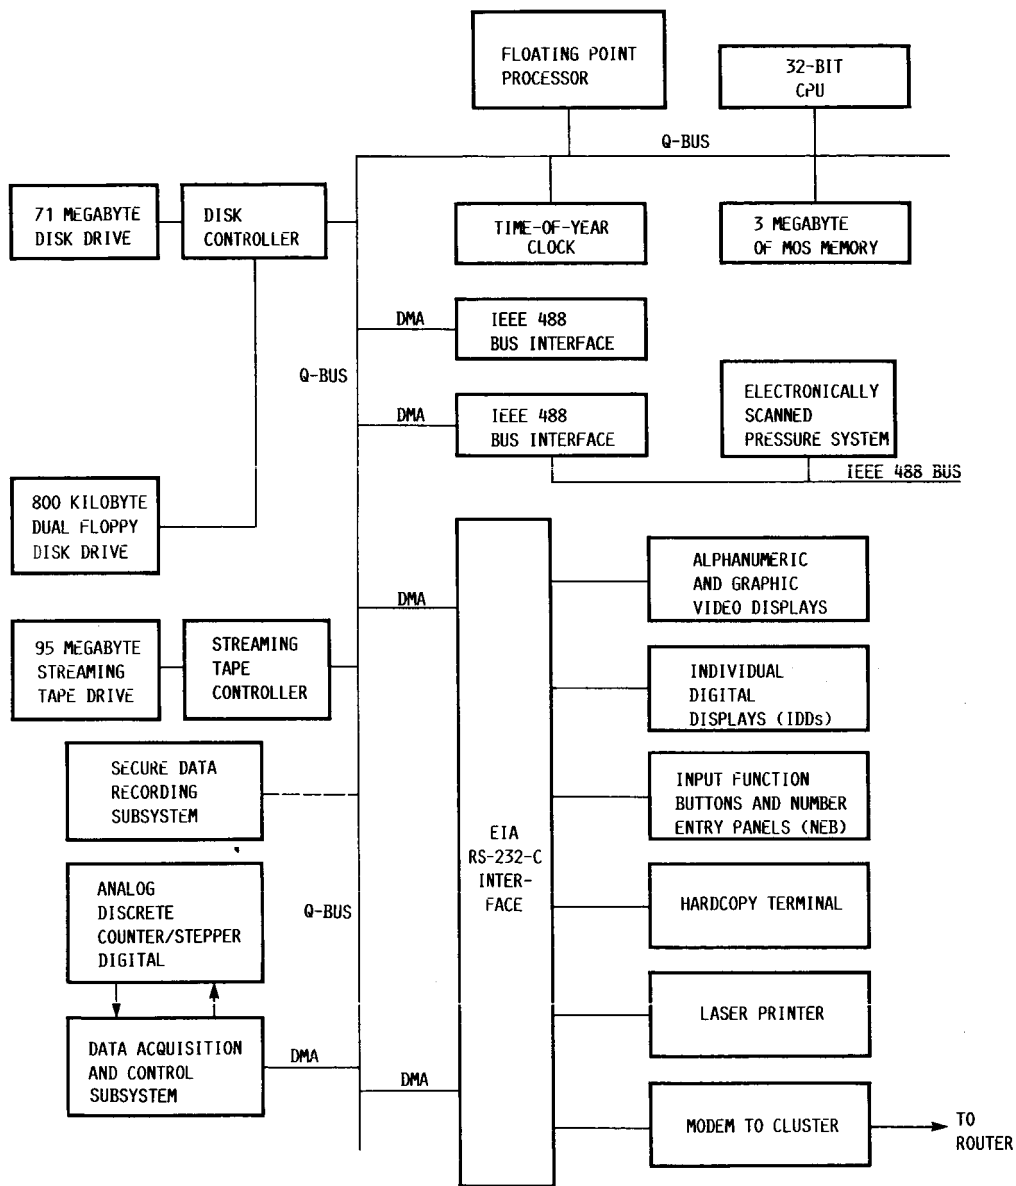 FLOATING POINT
PROCESSOR
32-BIT
CPU
Q-BUS
71 MEGABYTE
DISK DRIVE
DISK
CONTROLLER
TIME-OF-YEAR
CLOCK
3 MEGABYTE
OF MOS MEMORY
DMA
IEEE 488
BUS INTERFACE
Q-BUS
DMA
IEEE 488
BUS INTERFACE
ELECTRONICALLY
SCANNED
PRESSURE SYSTEM
IEEE 488 BUS
800 KILOBYTE
DUAL FLOPPY
DISK DRIVE
DMA
ALPHANUMERIC
AND GRAPHIC
VIDEO DISPLAYS
95 MEGABYTE
STREAMING
TAPE DRIVE
STREAMING
TAPE
CONTROLLER
INDIVIDUAL
DIGITAL
DISPLAYS (IDDs)
SECURE DATA
RECORDING
SUBSYSTEM
INPUT FUNCTION
BUTTONS AND NUMBER
ENTRY PANELS (NEB)
EIA
RS-232-C
INTER-
FACE
ANALOG
DISCRETE
COUNTER/STEPPER
DIGITAL
Q-BUS
HARDCOPY TERMINAL
LASER PRINTER
DATA ACQUISITION
AND CONTROL
SUBSYSTEM
DMA
DMA
MODEM TO CLUSTER
TO
ROUTER